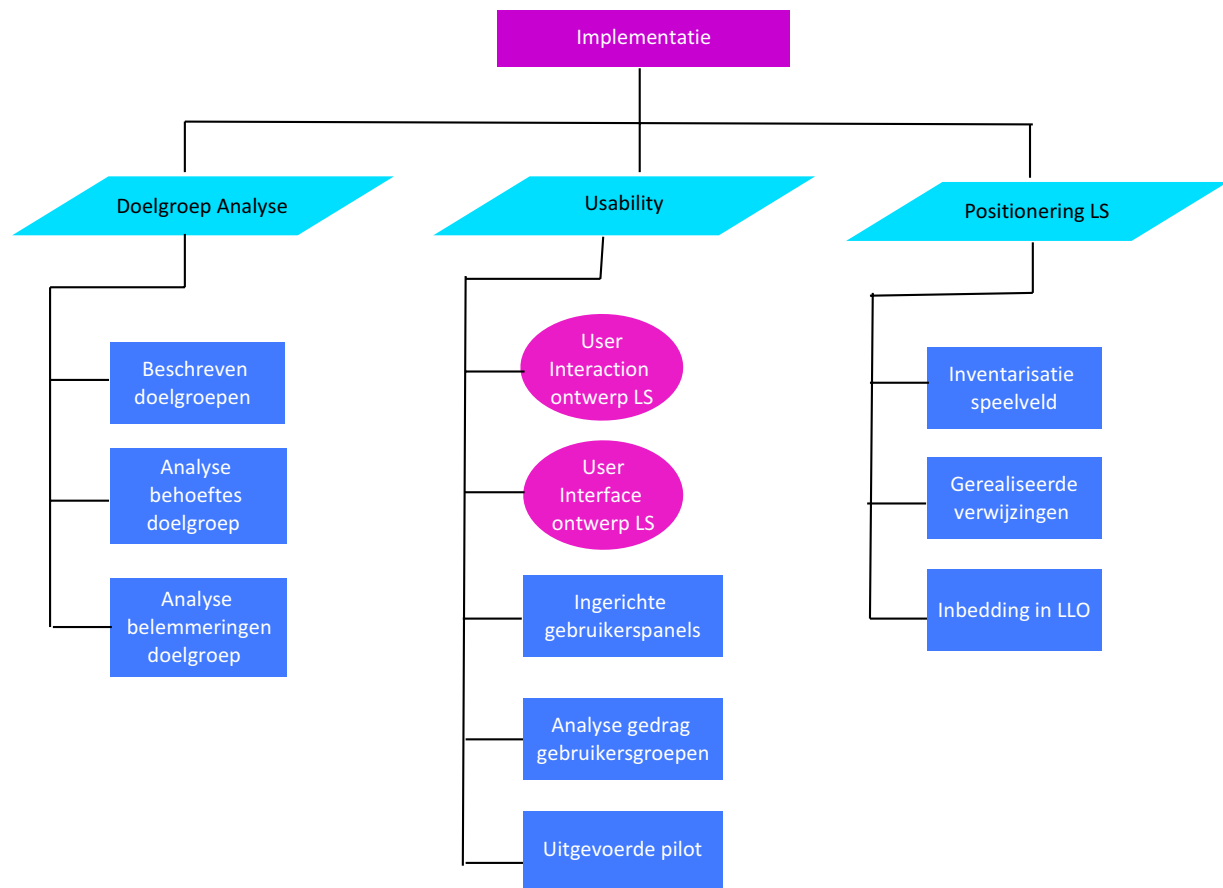 Implementatie
Doelgroep Analyse
Beschreven
doelgroepen
Analyse
behoeftes
doelgroep
Analyse
belemmeringen
doelgroep
Usability
User
Interaction
ontwerp LS
User
Interface
ontwerp LS
Ingerichte
gebruikerspanels
Analyse gedrag
gebruikersgroepen
Uitgevoerde pilot
Positionering LS
Inventarisatie
speelveld
Gerealiseerde
verwijzingen
Inbedding in LLO